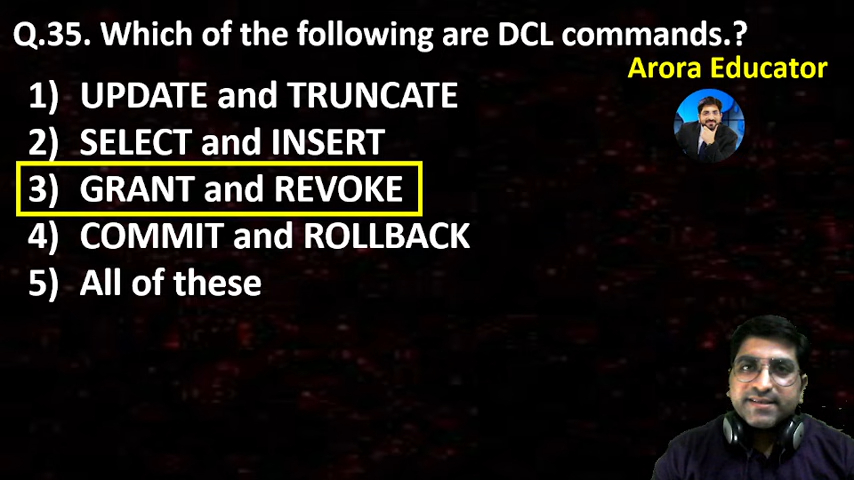 Q.35. Which of the following are DCL commands.?
Arora Educator
1) UPDATE and TRUNCATE
2) SELECT and INSERT
3) GRANT and REVOKE
4) COMMIT and ROLLBACK
5) All of these